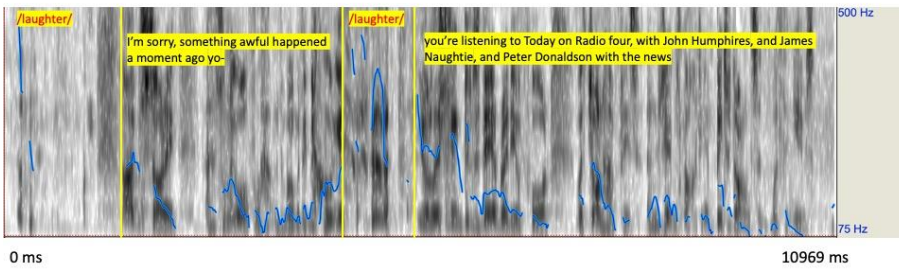 /laughter/
I'm sorry, something awful happened
a moment ago yo-
/laughter/
you're listening to Today on Radio four, with John Humphires, and James
Naughtie, and Peter Donaldson with the news
500 Hz
75 Hz
0 ms
10969 ms